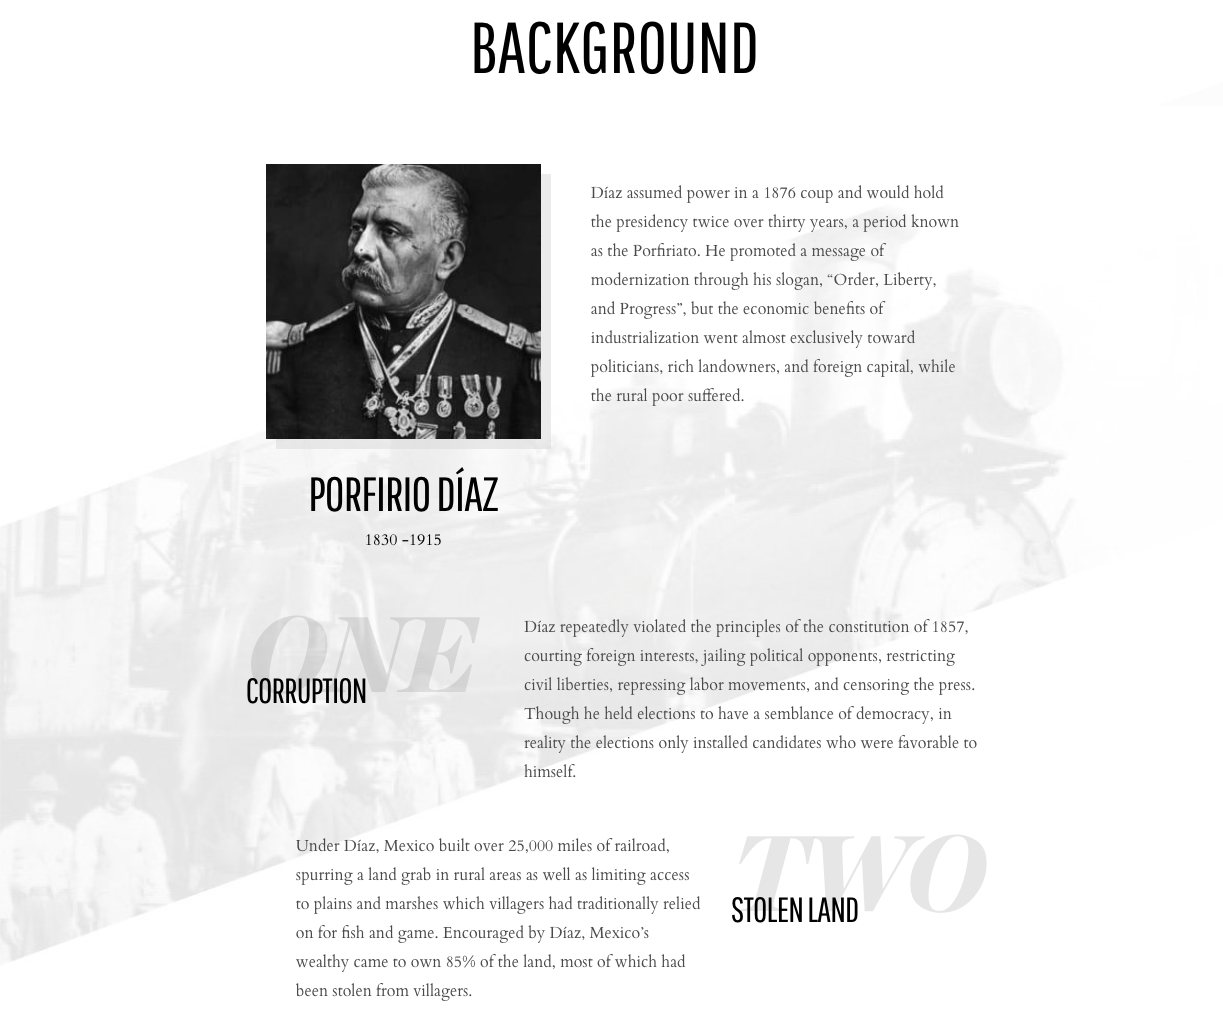 BACKGROUND
Díaz assumed power in a 1876 coup and would hold
the presidency twice over thirty years, a period known
as the Porfiriato. He promoted a message of
modernization through his slogan, “Order, Liberty,
and Progress”, but the economic benefits of
industrialization went almost exclusively toward
politicians, rich landowners, and foreign capital, while
the rural poor suffered.
PORFIRIO DÍAZ
1830 -1915
ONE
CORRUPTION
Díaz repeatedly violated the principles of the constitution of 1857,
courting foreign interests, jailing political opponents, restricting
civil liberties, repressing labor movements, and censoring the press.
Though he held elections to have a semblance of democracy, in
reality the elections only installed candidates who were favorable to
himself.
Under Díaz, Mexico built over 25,000 miles of railroad,
spurring a land grab in rural areas as well as limiting access
to plains and marshes which villagers had traditionally relied
on for fish and game. Encouraged by Díaz, Mexico’s
wealthy came to own 85% of the land, most of which had
been stolen from villagers.
TWO
STOLEN LAND